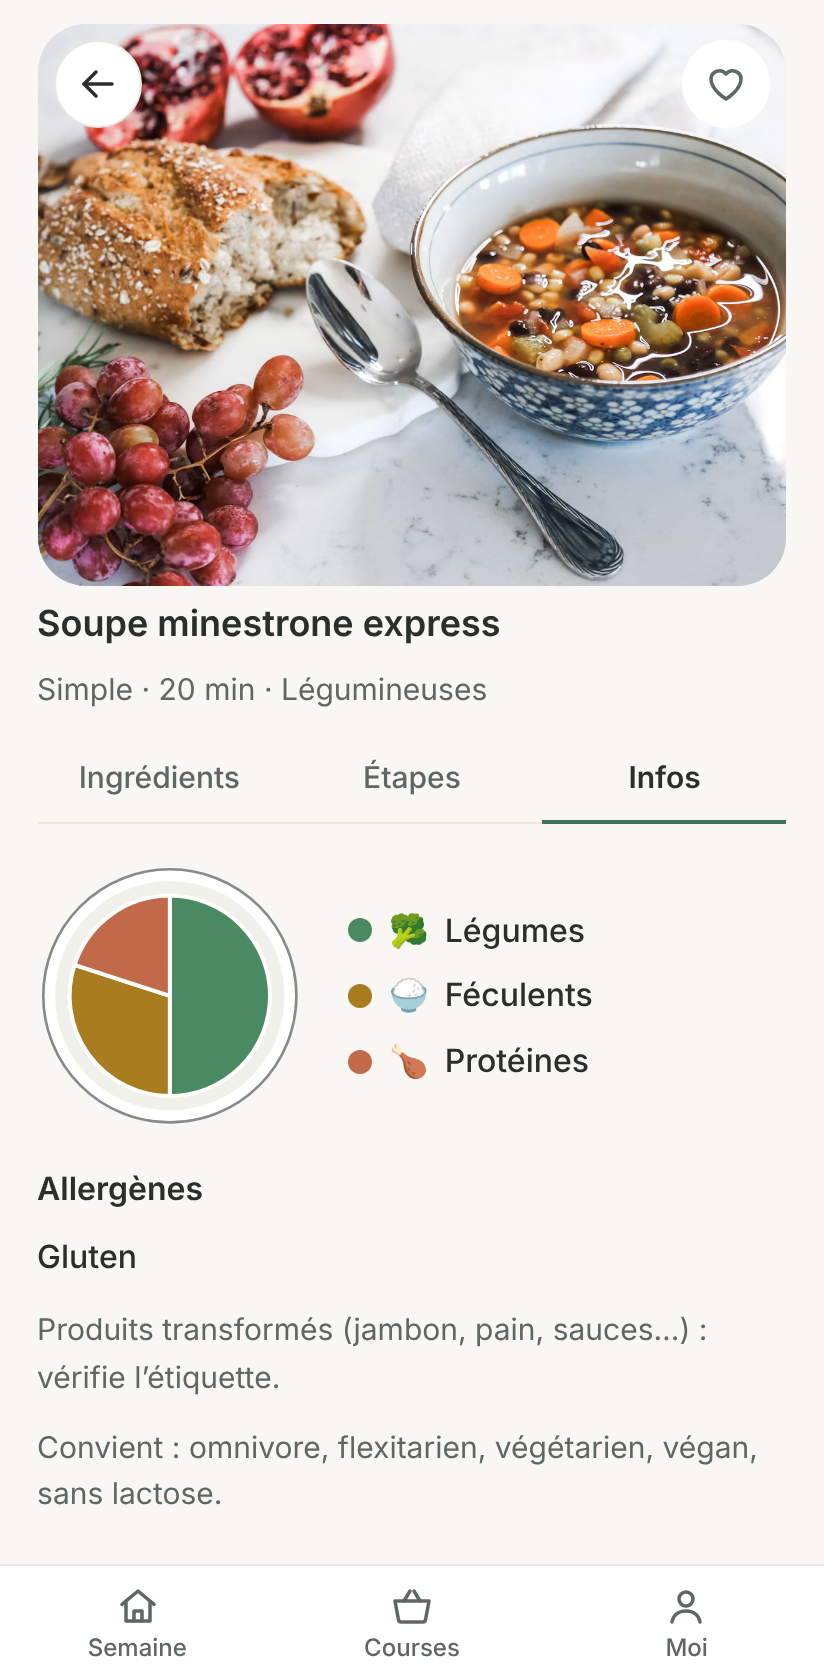 Soupe minestrone express
Simple · 20 min · Légumineuses
Ingrédients
Étapes
Infos
Légumes
Féculents
Protéines
Allergènes
Gluten
Produits transformés (jambon, pain, sauces...) :
vérifie l’étiquette.
Convient : omnivore, flexitarien, végétarien, végan,
sans lactose.
Semaine
Courses
Moi